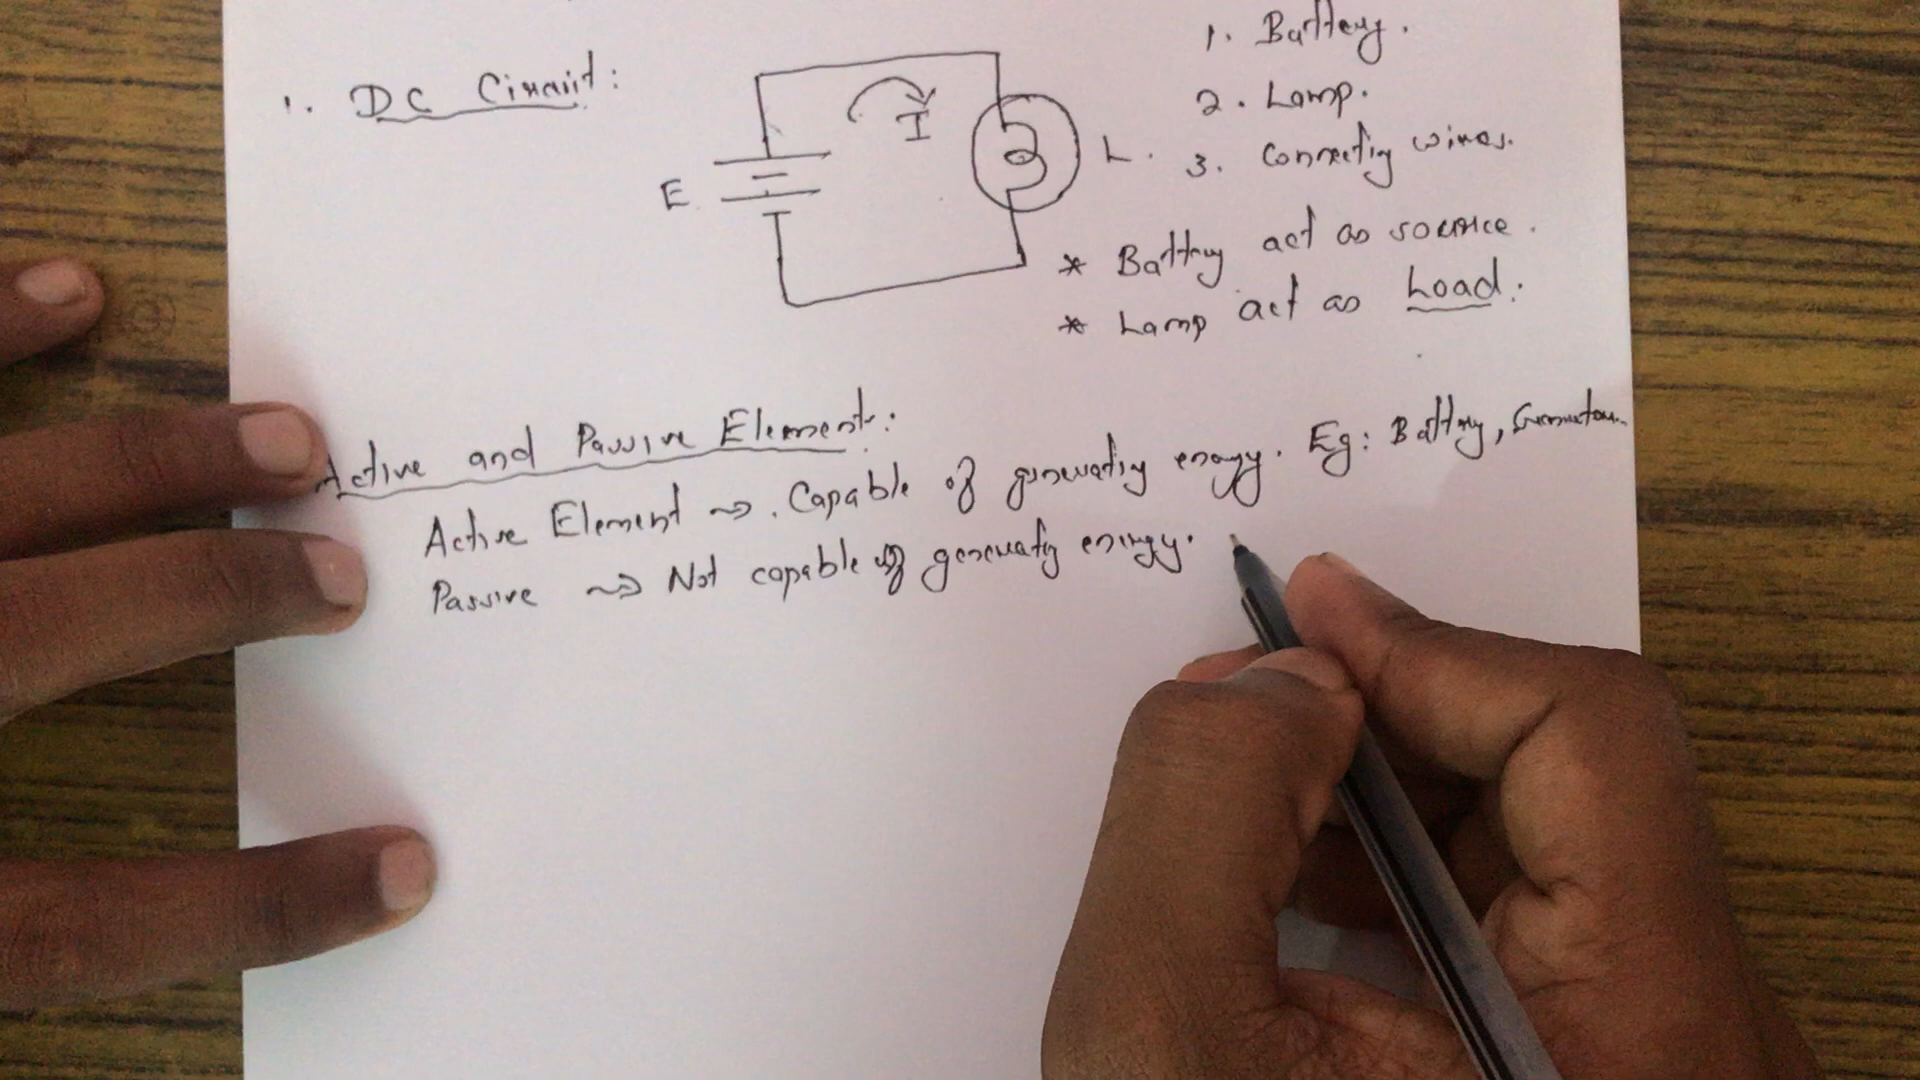 1. DC Circuit:
E
I
L.
1. Battery.
2. Lamp.
3. Connecting wires.
* Battery act as source.
* Lamp act as Load.
Active and Passive Element:
Active Element → Capable of generating energy. Eg: Battery, Generator
Passive → Not capable of generating energy.